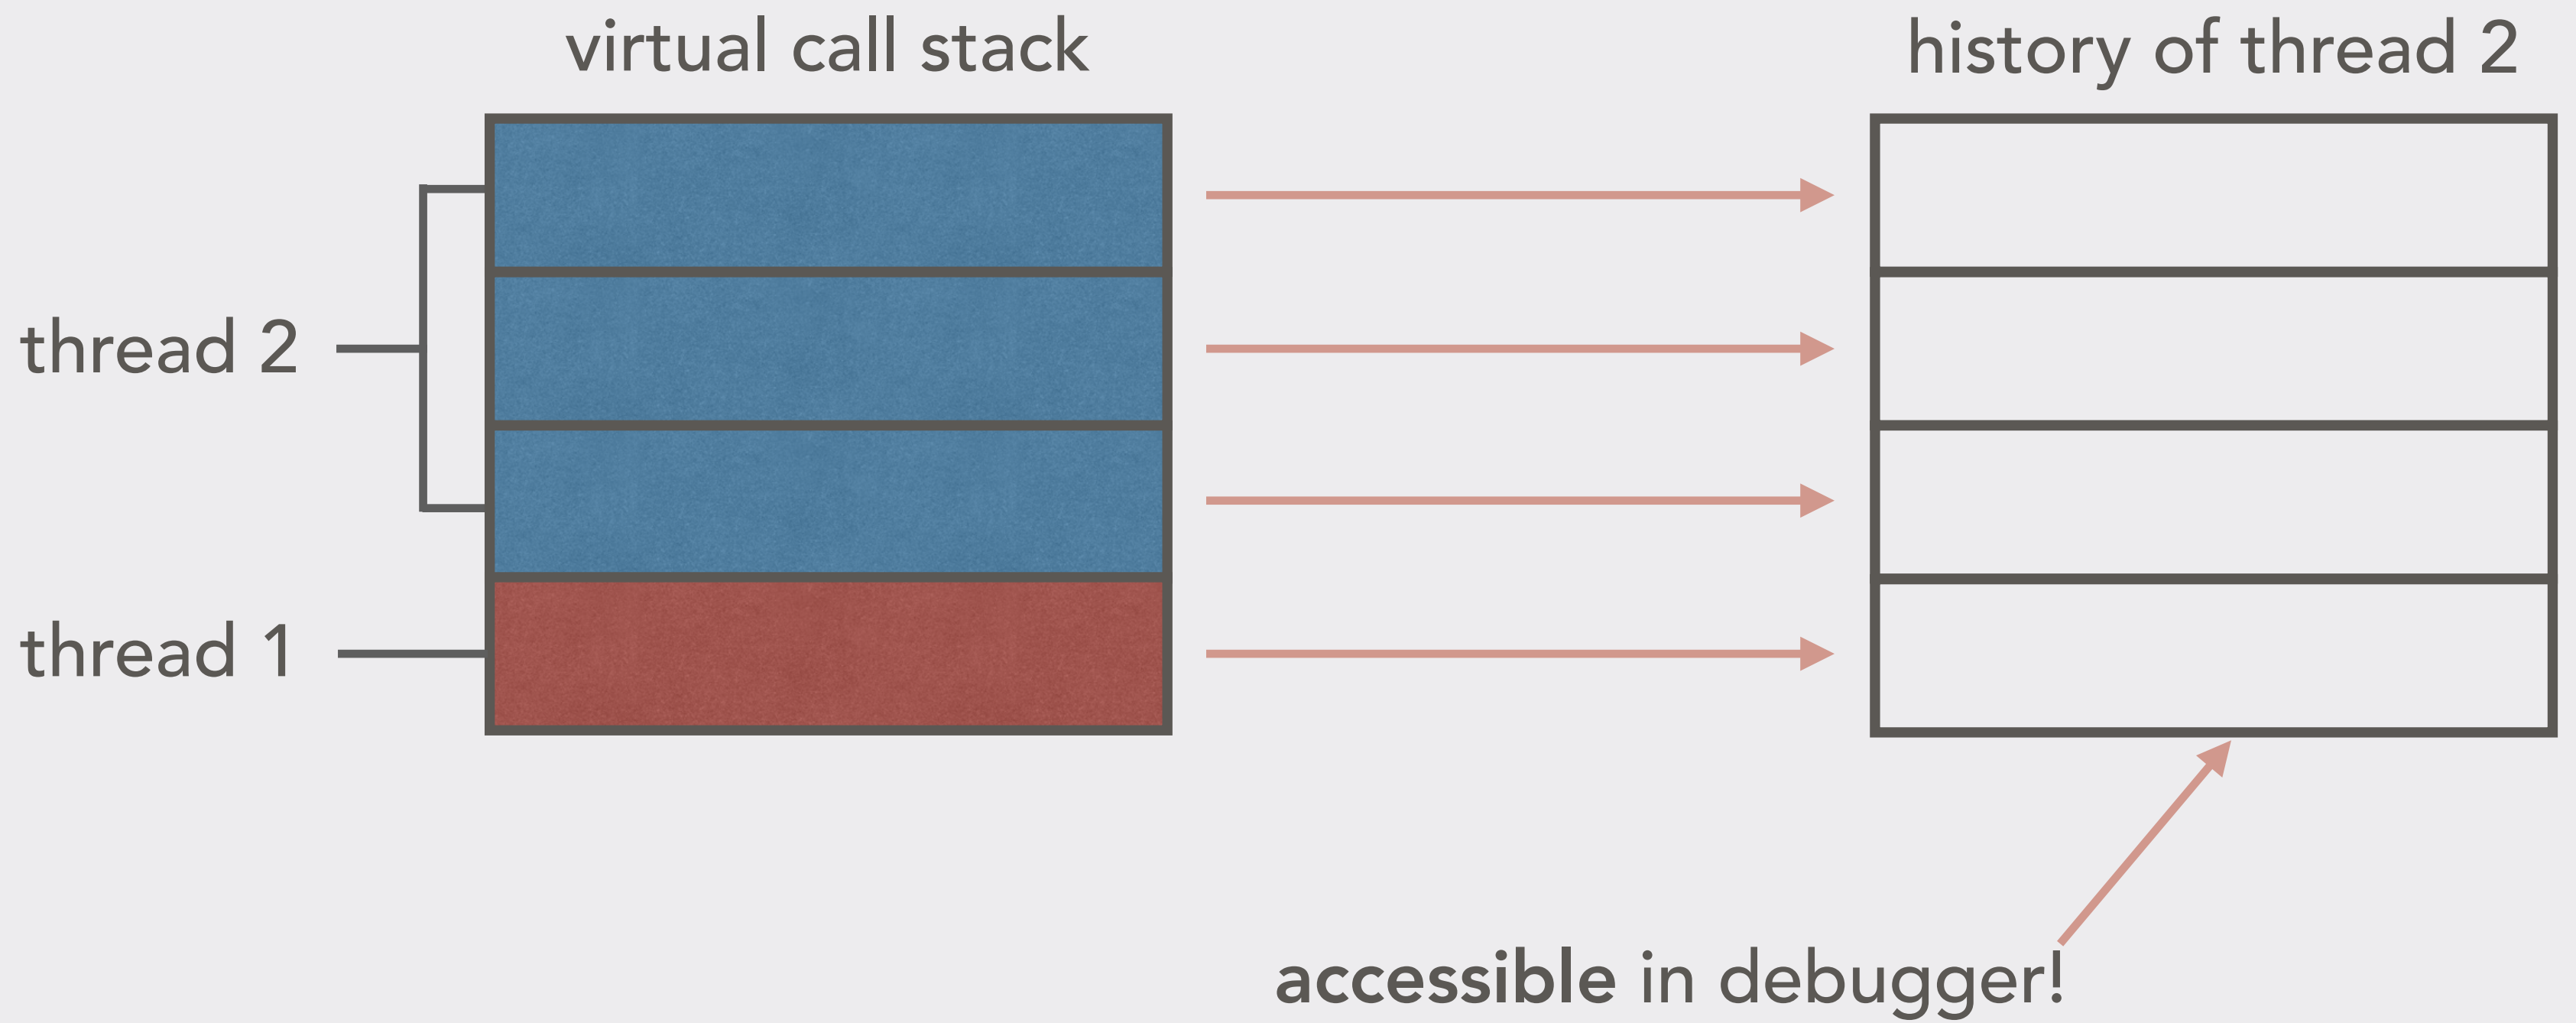 virtual call stack
history of thread 2
thread 2
thread 1
accessible in debugger!